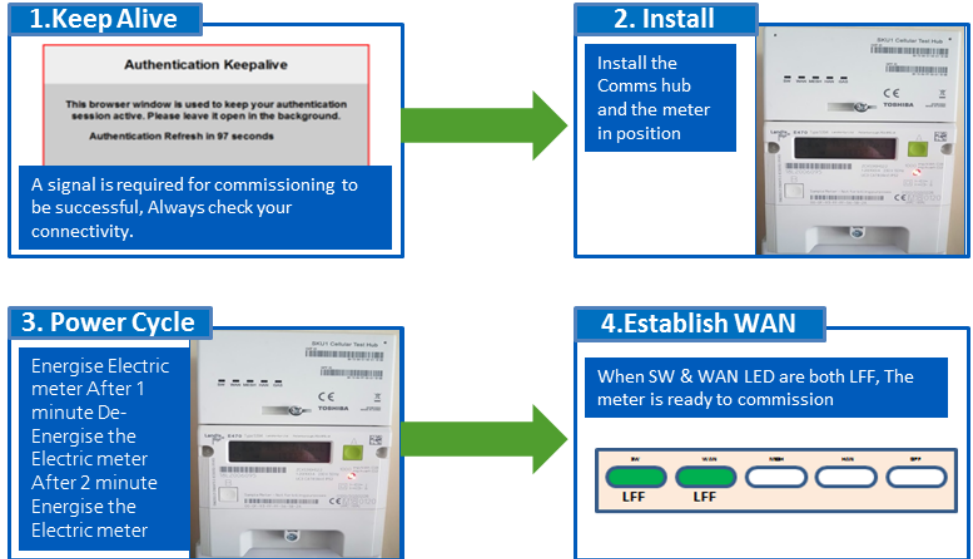 1.Keep Alive
Authentication Keepalive
This browser window is used to keep your authentication
session active. Please leave it open in the background.
Authentication Refresh in 97 seconds
A signal is required for commissioning to
be successful, Always check your
connectivity.
2. Install
Install the
Comms hub
and the meter
in position
SKU1 Cellular Test Hub
CE
TOSHIBA
3. Power Cycle
Energise Electric
meter After 1
minute De-
Energise the
Electric meter
After 2 minute
Energise the
Electric meter
SKU1 Cellular Test Hub
CE
TOSHIBA
4.Establish WAN
When SW & WAN LED are both LFF, The
meter is ready to commission
SW WAN MESH HAN GPF
LFF LFF